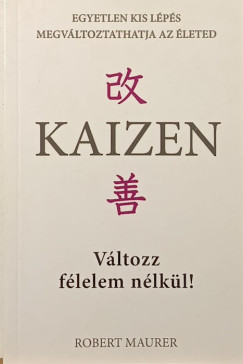 EGYETLEN KIS LÉPÉS
MEGVÁLTOZTATHATJA AZ ÉLETED
改
KAIZEN
善
Változz
félelem nélkül!
ROBERT MAURER